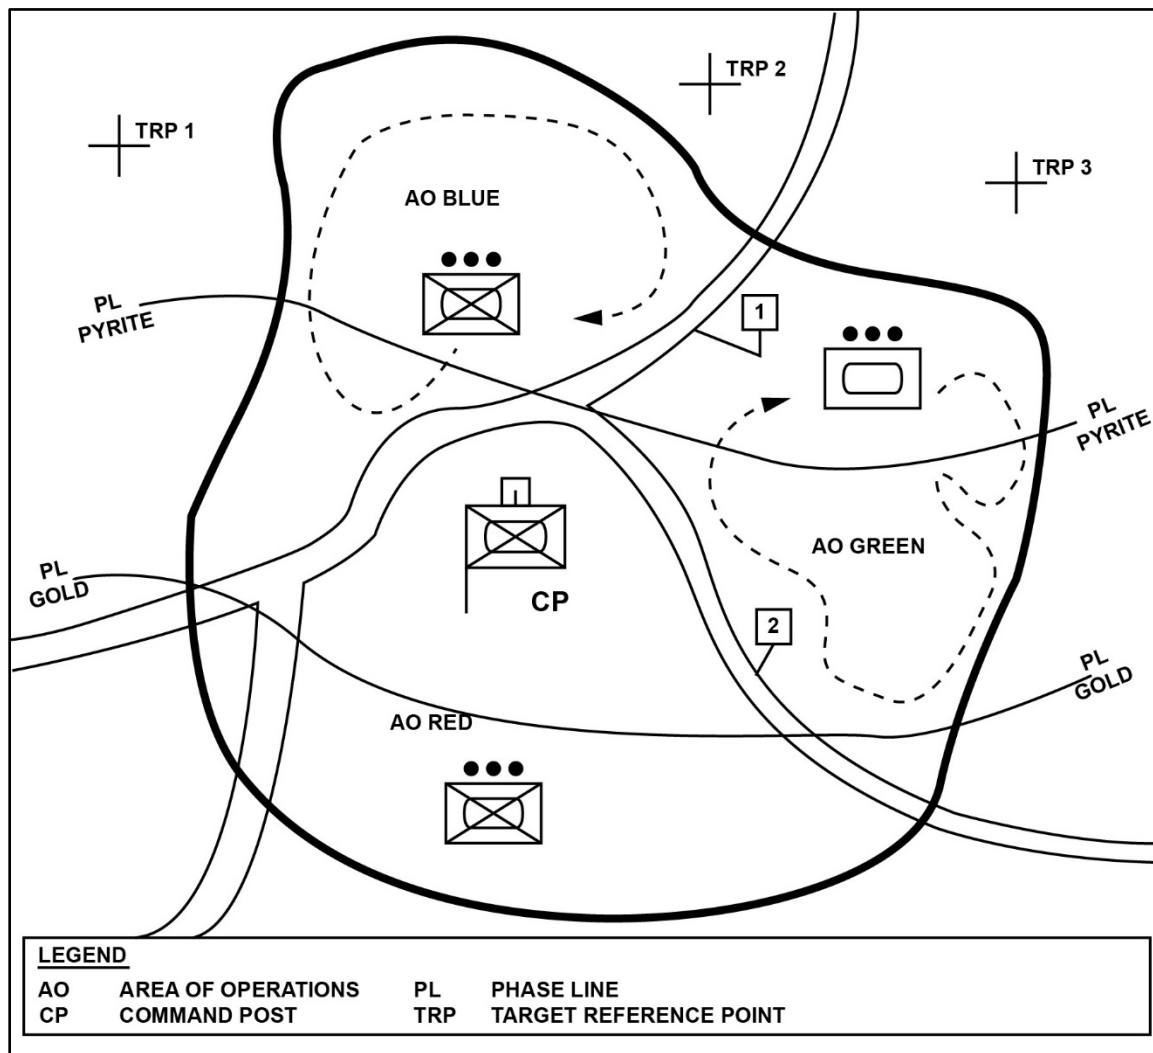 TRP 2
TRP 1
TRP 3
AO BLUE
PL
PYRITE
1
PL
PYRITE
AO GREEN
PL
GOLD
CP
2
PL
GOLD
AO RED
LEGEND
AO AREA OF OPERATIONS PL PHASE LINE
CP COMMAND POST TRP TARGET REFERENCE POINT